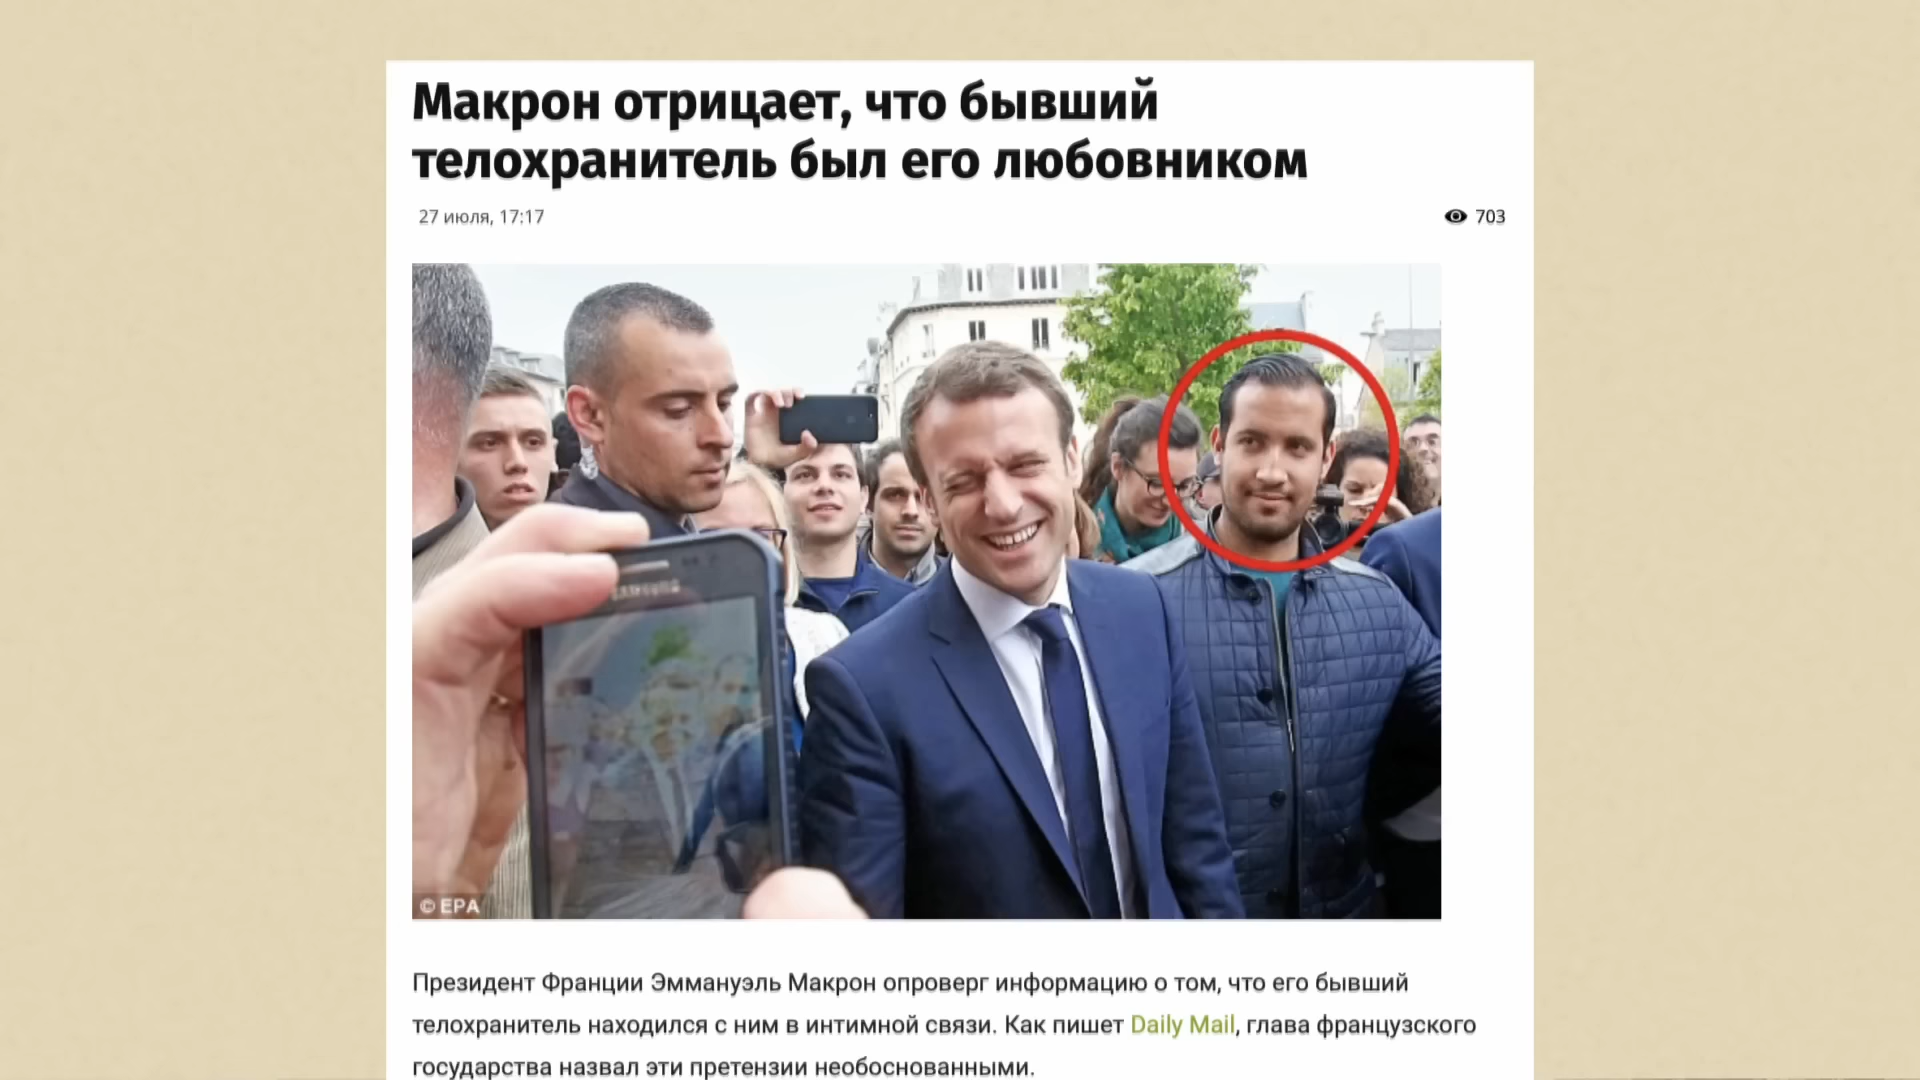 Макрон отрицает, что бывший
телохранитель был его любовником
27 июля, 17:17
703
SAMSUNG
© EPA
Президент Франции Эммануэль Макрон опроверг информацию о том, что его бывший
телохранитель находился с ним в интимной связи. Как пишет Daily Mail, глава французского
государства назвал эти претензии необоснованными.